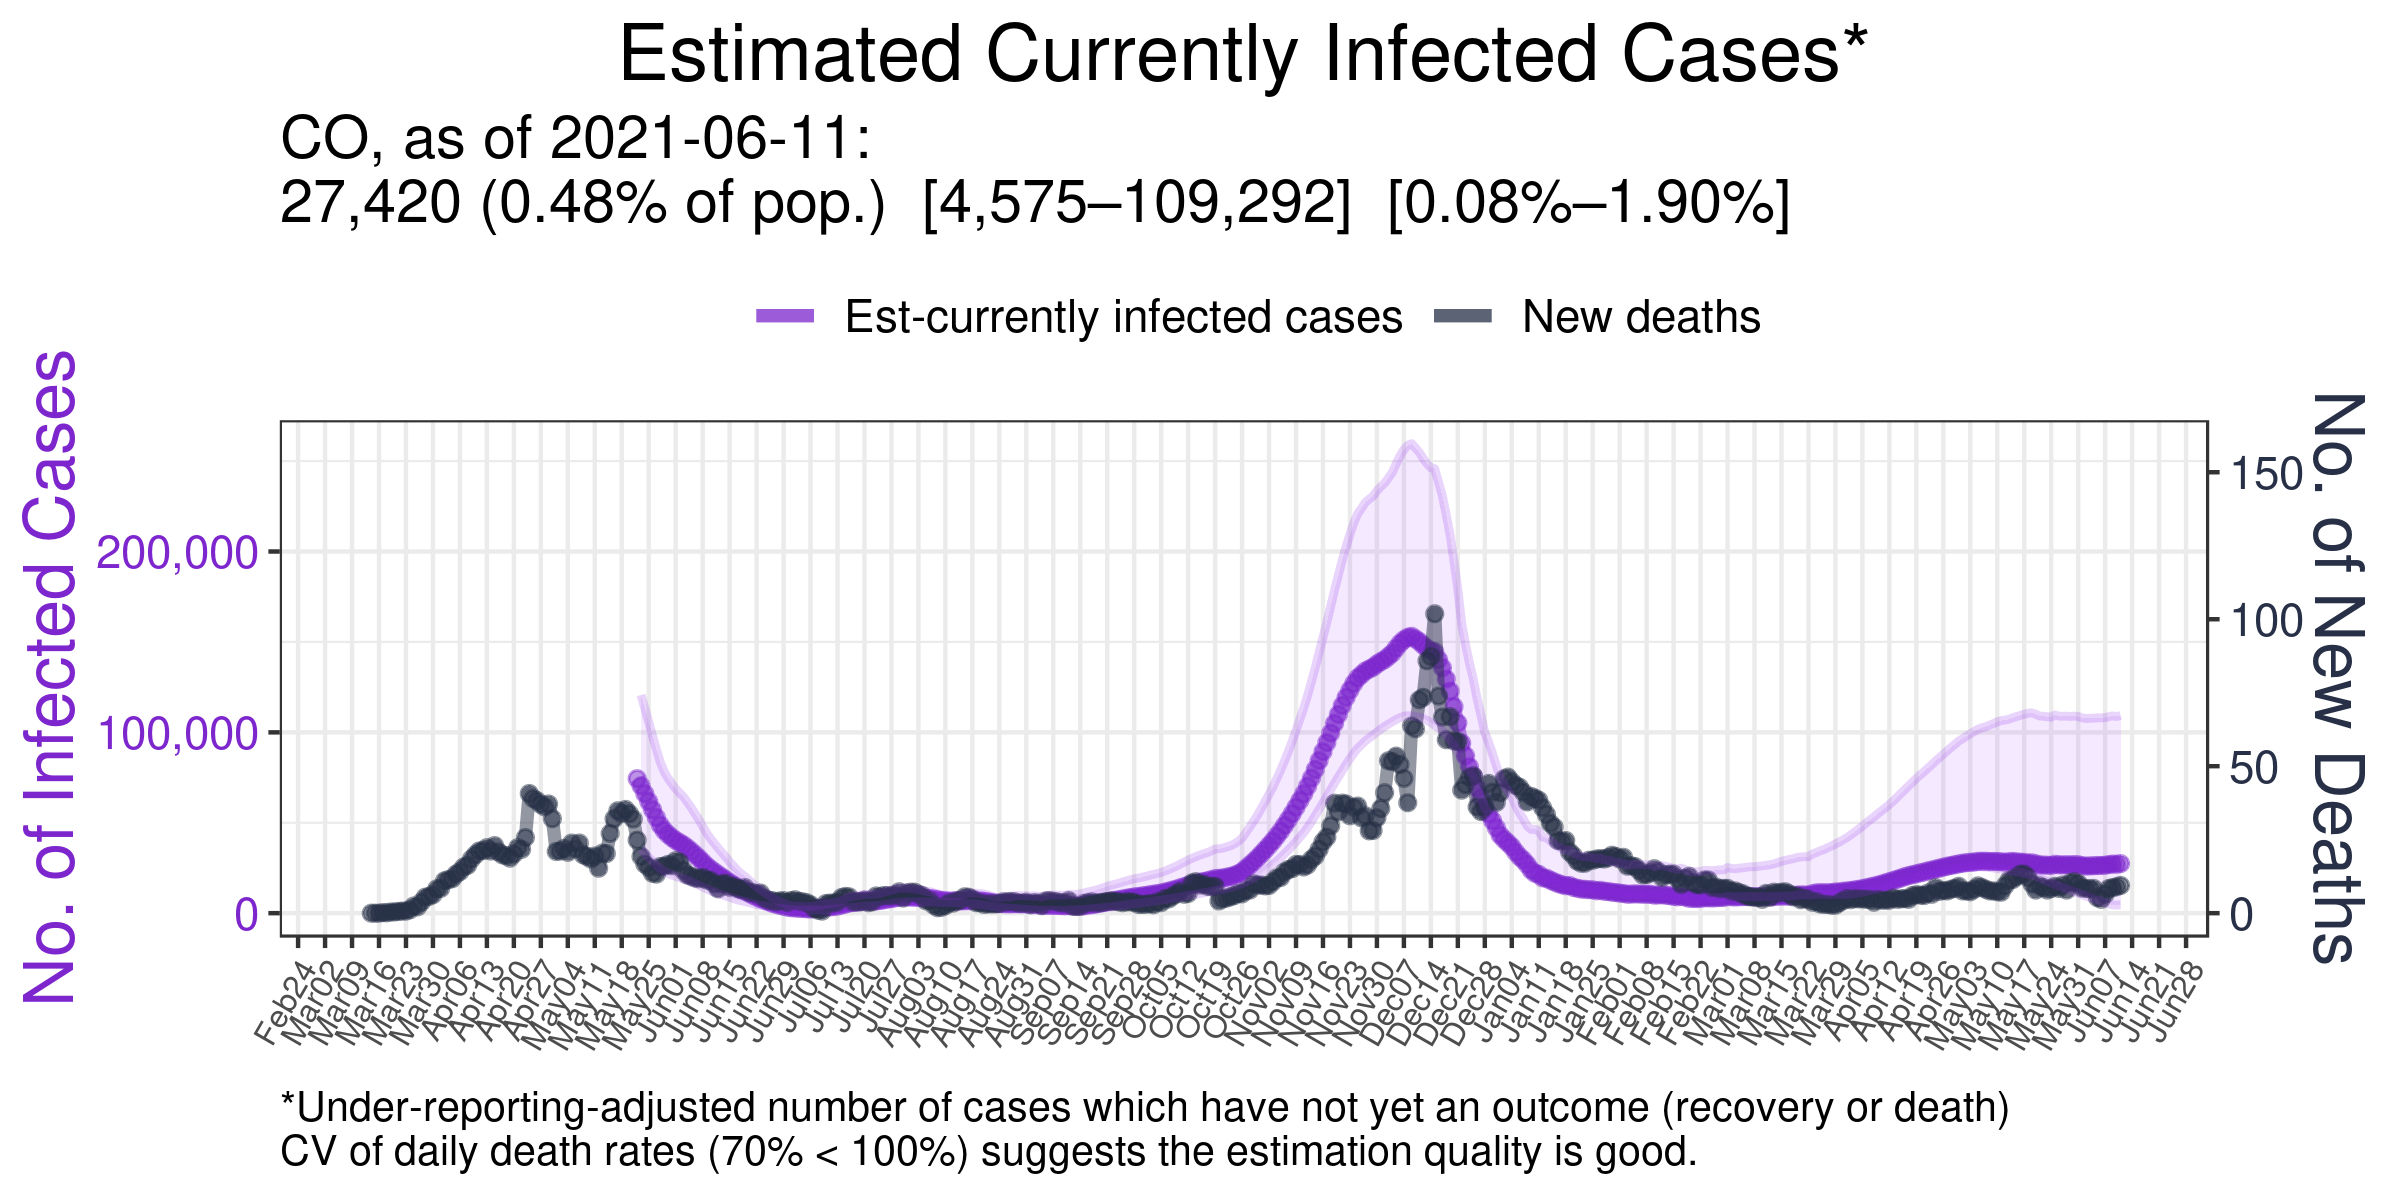 Estimated Currently Infected Cases*
CO, as of 2021-06-11:
27,420 (0.48% of pop.)  [4,575–109,292]  [0.08%–1.90%]
Est-currently infected cases
New deaths
No. of Infected Cases
200,000
100,000
0
150
100
50
0
No. of New Deaths
Feb24
Mar02
Mar09
Mar16
Mar23
Mar30
Apr06
Apr13
Apr20
Apr27
May04
May11
May18
May25
Jun01
Jun08
Jun15
Jun22
Jun29
Jul06
Jul13
Jul20
Jul27
Aug03
Aug10
Aug17
Aug24
Aug31
Sep07
Sep14
Sep21
Sep28
Oct05
Oct12
Oct19
Oct26
Nov02
Nov09
Nov16
Nov23
Nov30
Dec07
Dec14
Dec21
Dec28
Jan04
Jan11
Jan18
Jan25
Feb01
Feb08
Feb15
Feb22
Mar01
Mar08
Mar15
Mar22
Mar29
Apr05
Apr12
Apr19
Apr26
May03
May10
May17
May24
May31
Jun07
Jun14
Jun21
Jun28
*Under-reporting-adjusted number of cases which have not yet an outcome (recovery or death)
CV of daily death rates (70% < 100%) suggests the estimation quality is good.